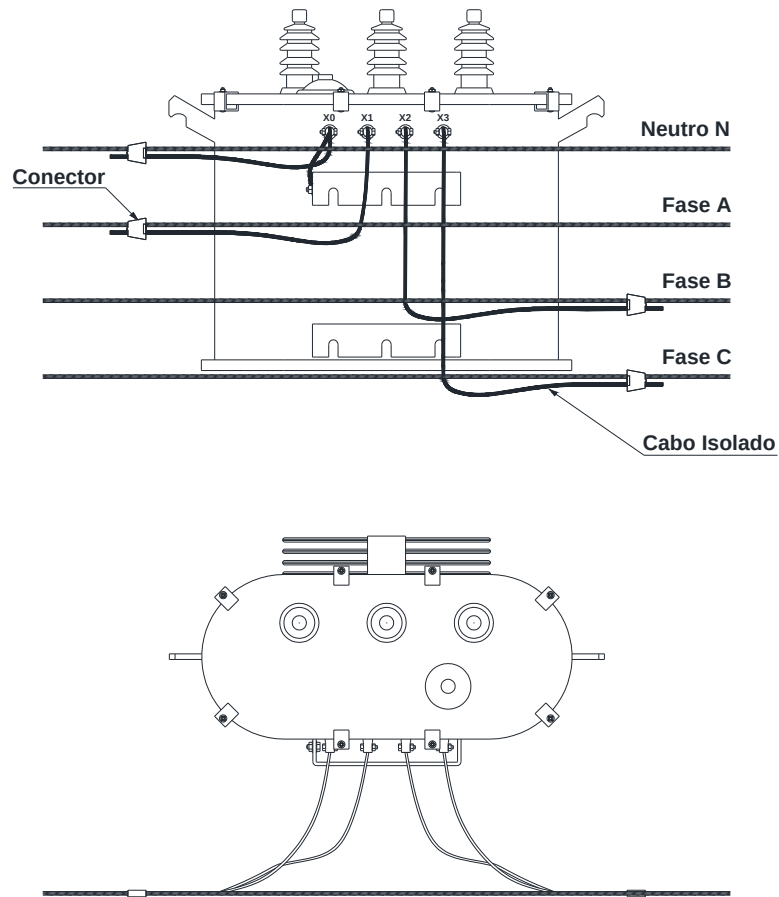 X0 X1 X2 X3
Neutro N
Conector
Fase A
Fase B
Fase C
Cabo Isolado